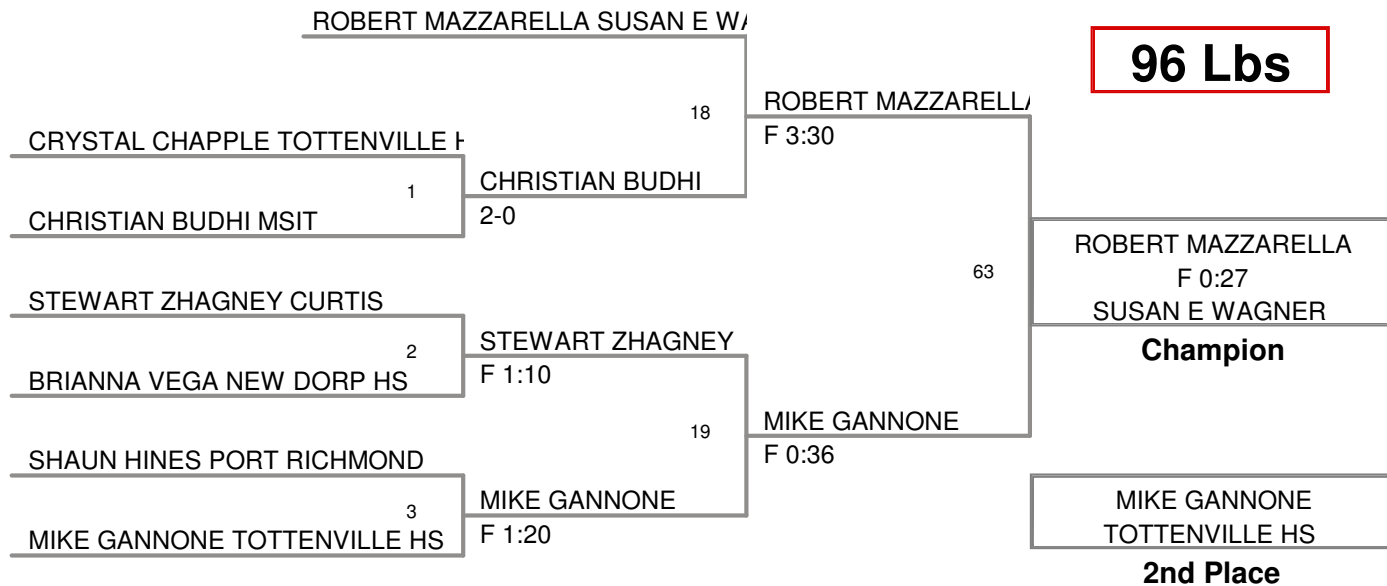 ROBERT MAZZARELLA SUSAN E WA
96 Lbs
18
ROBERT MAZZARELLA
F 3:30
CRYSTAL CHAPPLE TOTTENVILLE H
1
CHRISTIAN BUDHI
2-0
CHRISTIAN BUDHI MSIT
63
ROBERT MAZZARELLA
F 0:27
SUSAN E WAGNER
Champion
STEWART ZHAGNEY CURTIS
2
STEWART ZHAGNEY
F 1:10
BRIANNA VEGA NEW DORP HS
19
MIKE GANNONE
F 0:36
SHAUN HINES PORT RICHMOND
3
MIKE GANNONE
F 1:20
MIKE GANNONE TOTTENVILLE HS
MIKE GANNONE
TOTTENVILLE HS
2nd Place